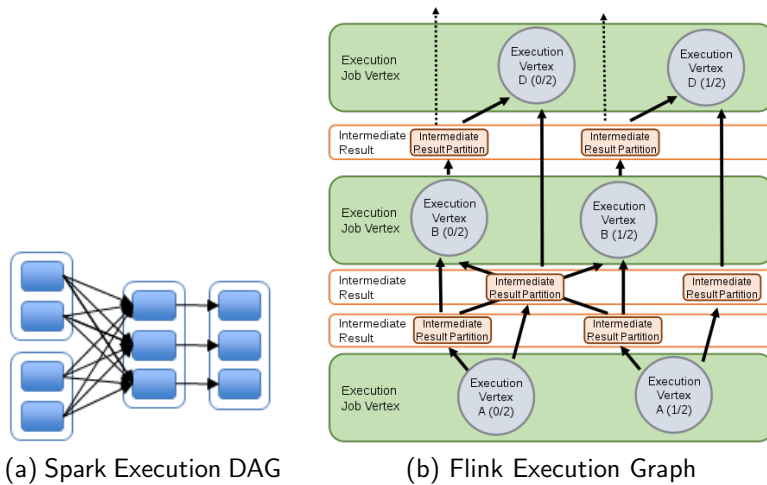 Execution
Job Vertex
Execution
Vertex
D (0/2)
Execution
Vertex
D (1/2)
Intermediate
Result
Intermediate
Result Partition
Intermediate
Result Partition
Execution
Job Vertex
Execution
Vertex
B (0/2)
Execution
Vertex
B (1/2)
Intermediate
Result
Intermediate
Result Partition
Intermediate
Result Partition
Intermediate
Result
Intermediate
Result Partition
Intermediate
Result Partition
Execution
Job Vertex
Execution
Vertex
A (0/2)
Execution
Vertex
A (1/2)
(a) Spark Execution DAG
(b) Flink Execution Graph